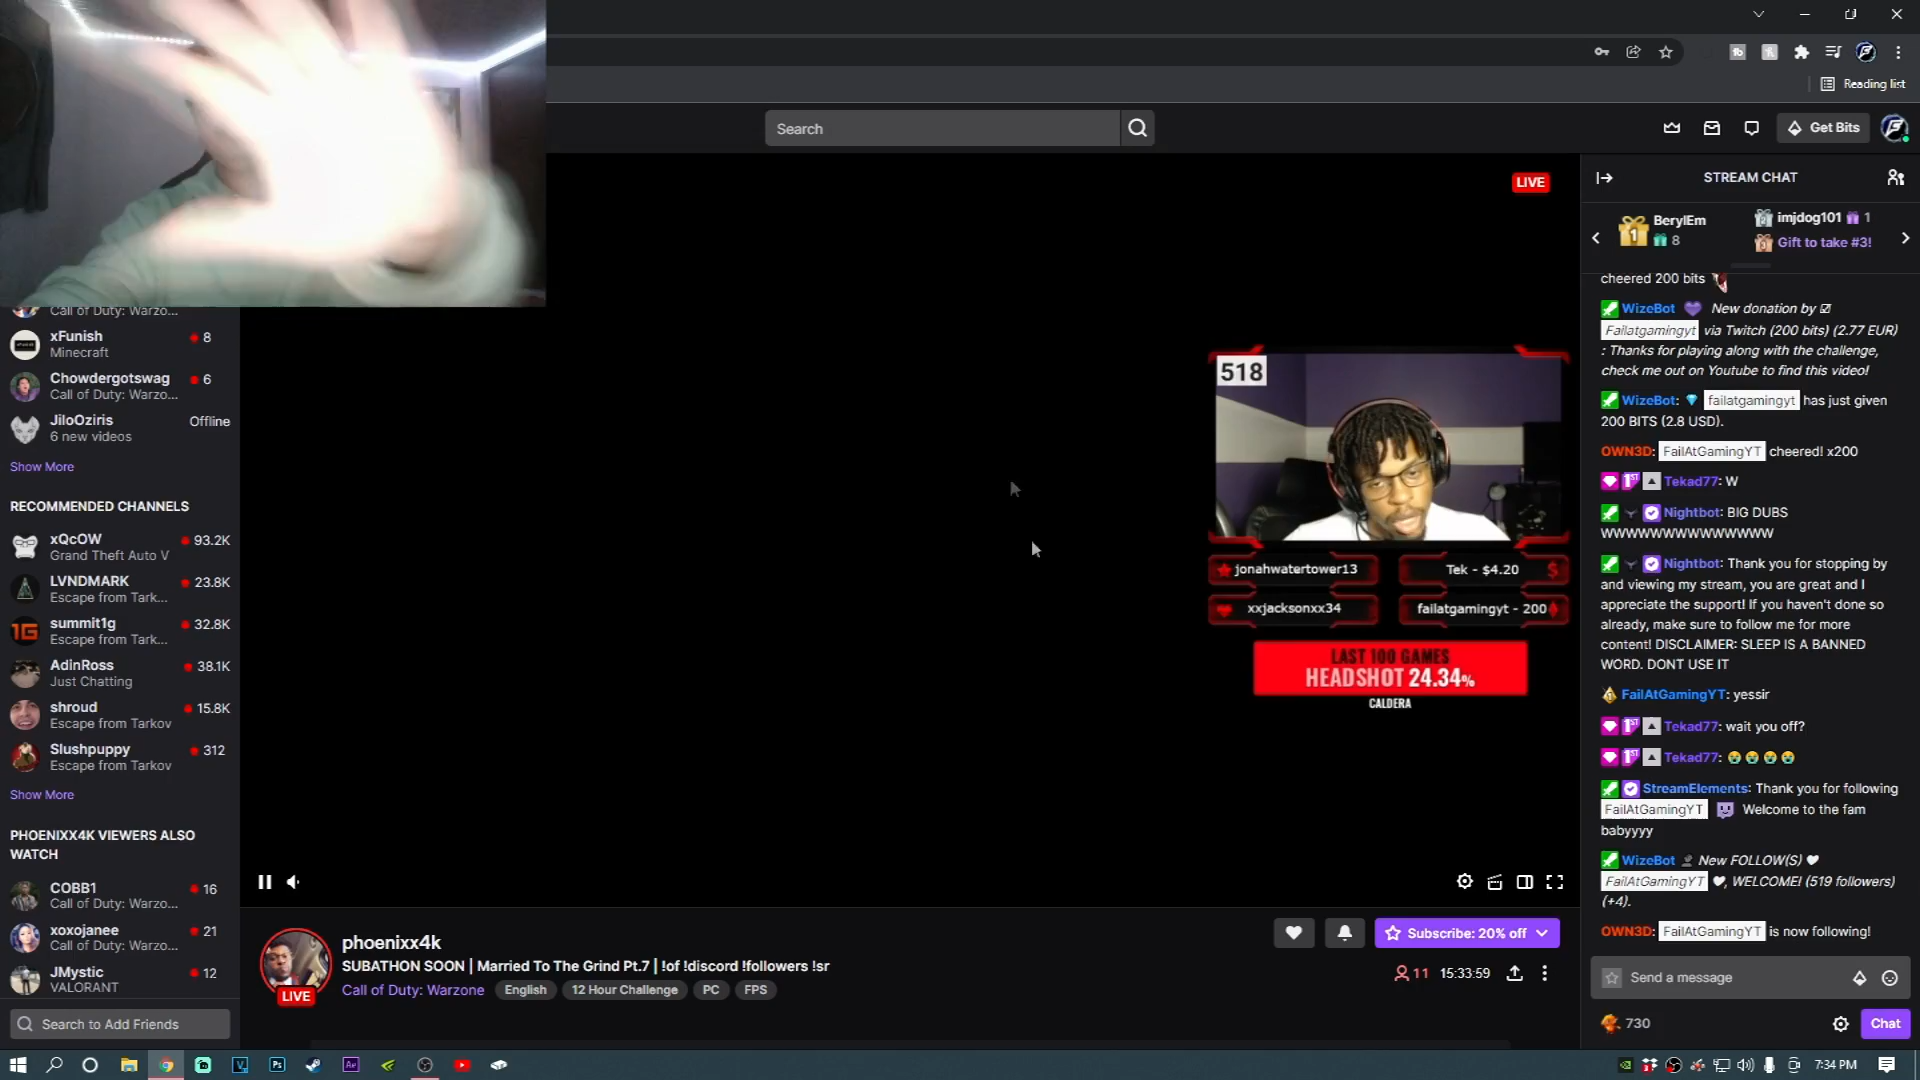 Reading list
Search
Get Bits
LIVE
STREAM CHAT
BerylEm
8
imjdog101 1
Gift to take #3!
Call of Duty: Warzo...
xFunish 8
Minecraft
Chowdergotswag 6
Call of Duty: Warzo...
JiloOziris Offline
6 new videos
Show More
RECOMMENDED CHANNELS
xQcOW 93.2K
Grand Theft Auto V
LVNDMARK 23.8K
Escape from Tark...
summit1g 32.8K
Escape from Tark...
AdinRoss 38.1K
Just Chatting
shroud 15.8K
Escape from Tarkov
Slushpuppy 312
Escape from Tarkov
Show More
PHOENIXX4K VIEWERS ALSO
WATCH
COBB1 16
Call of Duty: Warzo...
xoxojanee 21
Call of Duty: Warzo...
JMystic 12
VALORANT
Search to Add Friends
518
jonahwatertower13
Tek - $4.20
xxjacksonxx34
failatgamingyt - 200
LAST 100 GAMES
HEADSHOT 24.34%
CALDERA
phoenixx4k
SUBATHON SOON | Married To The Grind Pt.7 | !of !discord !followers !sr
Call of Duty: Warzone English 12 Hour Challenge PC FPS
LIVE
Subscribe: 20% off
11 15:33:59
cheered 200 bits
WizeBot New donation by
Failatgamingyt via Twitch (200 bits) (2.77 EUR)
: Thanks for playing along with the challenge,
check me out on Youtube to find this video!
WizeBot: failatgamingyt has just given
200 BITS (2.8 USD).
OWN3D: FailAtGamingYT cheered! x200
Tekad77: W
Nightbot: BIG DUBS
WWWWWWWWWWWWWW
Nightbot: Thank you for stopping by
and viewing my stream, you are great and I
appreciate the support! If you haven't done so
already, make sure to follow me for more
content! DISCLAIMER: SLEEP IS A BANNED
WORD. DONT USE IT
FailAtGamingYT: yessir
Tekad77: wait you off?
Tekad77: 😭😭😭😭
StreamElements: Thank you for following
FailAtGamingYT Welcome to the fam
babyyyy
WizeBot New FOLLOW(S)
FailAtGamingYT , WELCOME! (519 followers)
(+4).
OWN3D: FailAtGamingYT is now following!
Send a message
730
Chat
7:34 PM